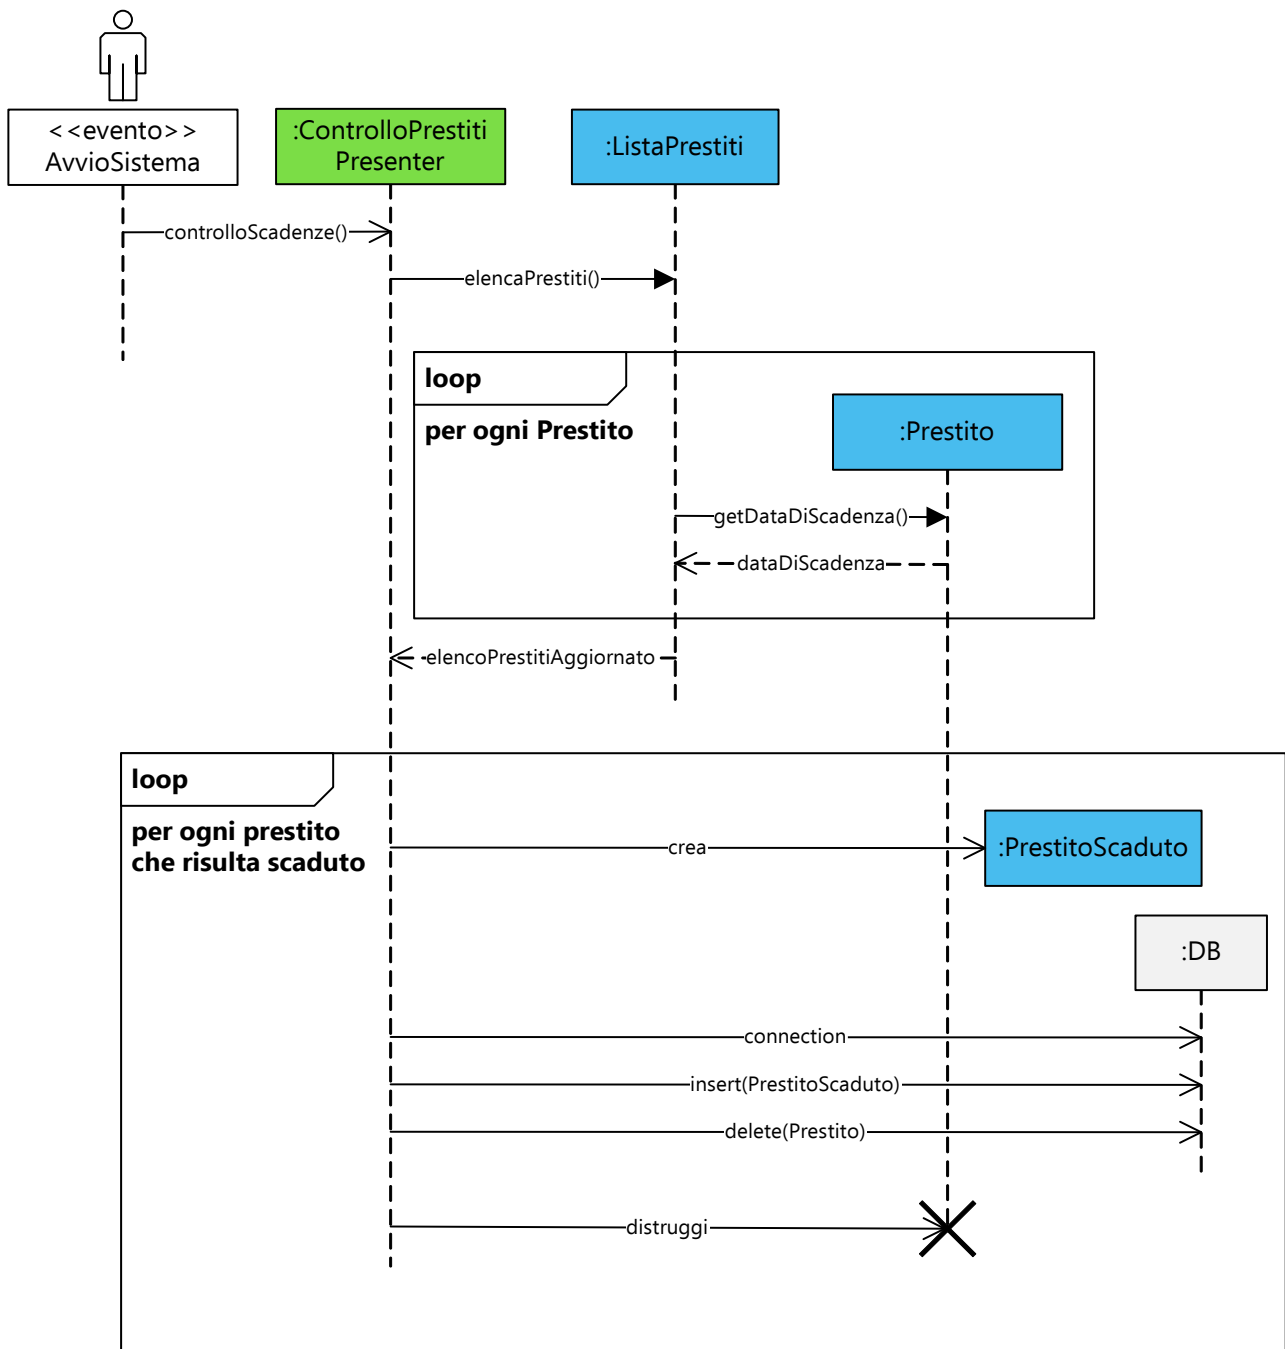 <<evento>>
AvvioSistema
:ControlloPrestiti
Presenter
:ListaPrestiti
controlloScadenze()
elencaPrestiti()
loop
per ogni Prestito
:Prestito
getDataDiScadenza()
dataDiScadenza
elencoPrestitiAggiornato
loop
per ogni prestito
che risulta scaduto
crea
:PrestitoScaduto
:DB
connection
insert(PrestitoScaduto)
delete(Prestito)
distruggi